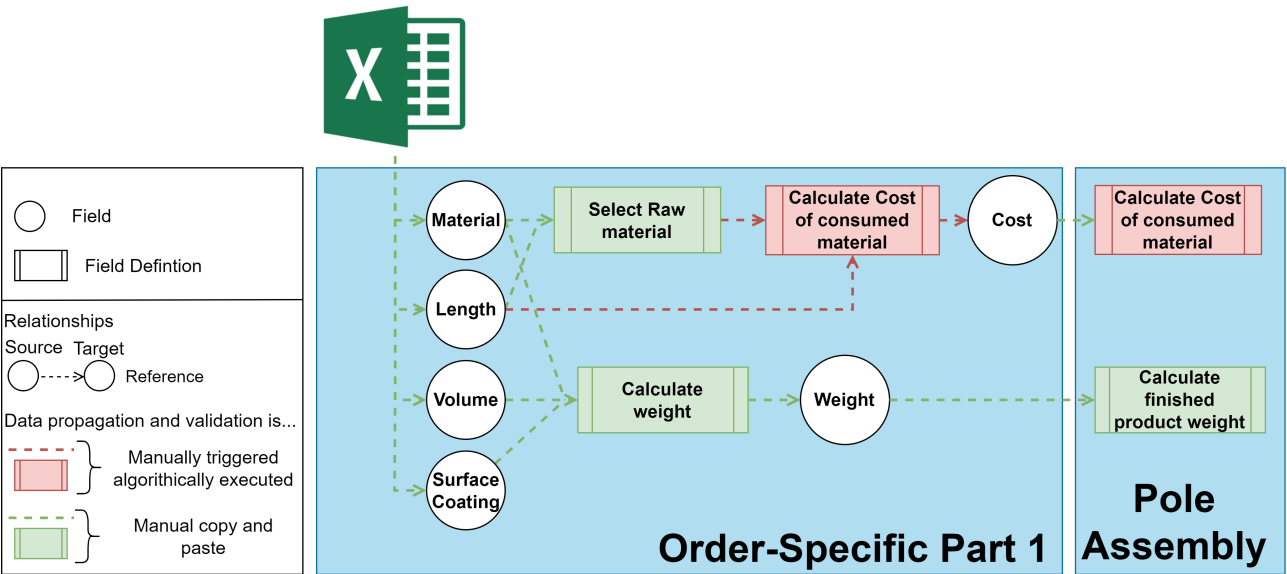 X
Field
Field Defintion
Relationships
Source Target
Reference
Data propagation and validation is...
Manually triggered
algorithically executed
Manual copy and
paste
Material
Length
Volume
Surface
Coating
Select Raw
material
Calculate Cost
of consumed
material
Cost
Calculate
weight
Weight
Order-Specific Part 1
Calculate Cost
of consumed
material
Calculate
finished
product weight
Pole
Assembly